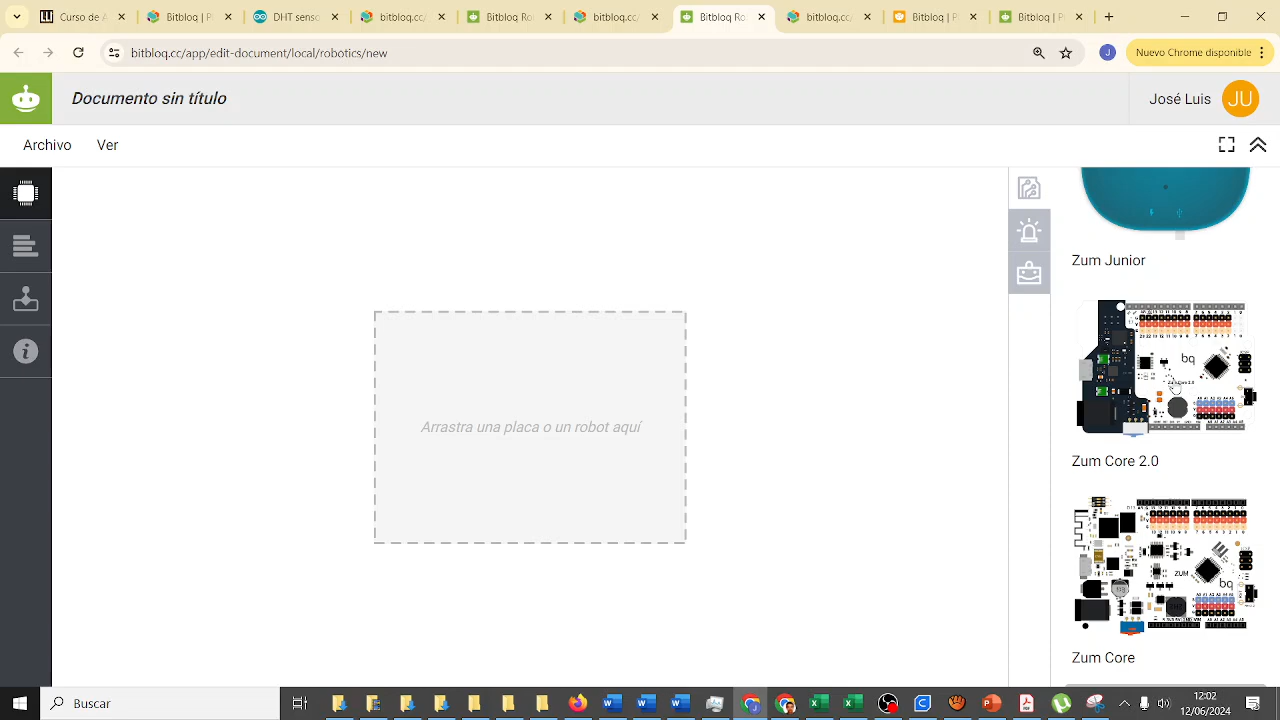 Curso de A
Bitbloq | P
DHT senso
Bitbloq.cc/
Bitbloq Ro
bitbloq.cc/
Bitbloq Ro
bitbloq.cc/
Bitbloq | P
Bitbloq | P
bitbloq.cc/app/edit-document/local/robotics/new
J
Nuevo Chrome disponible
Documento sin título
José Luis
JU
Archivo
Ver
Zum Junior
bq
Zum Core 2.0
Arrastra una placa o un robot aquí
ZUM
bq
Zum Core
Buscar
12:02
12/06/2024